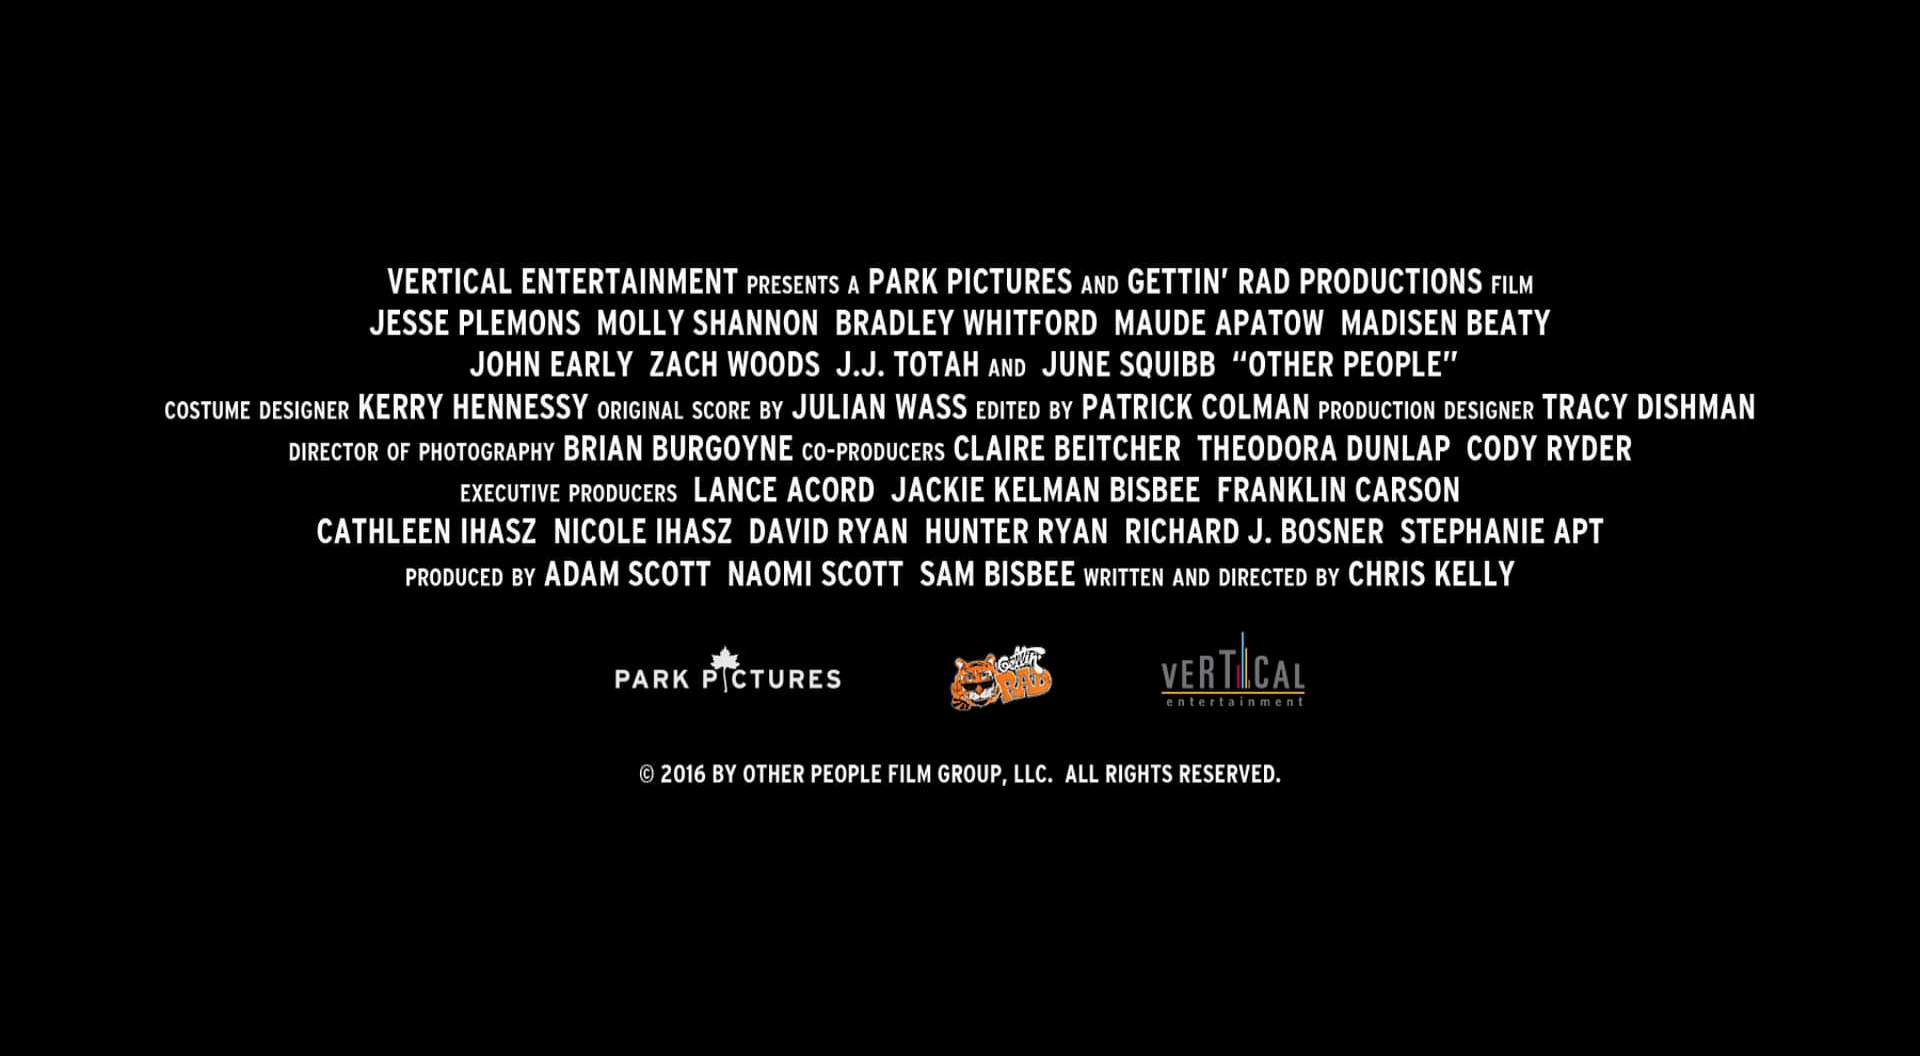 VERTICAL ENTERTAINMENT PRESENTS A PARK PICTURES AND GETTIN' RAD PRODUCTIONS FILM
JESSE PLEMONS MOLLY SHANNON BRADLEY WHITFORD MAUDE APATOW MADISEN BEATY
JOHN EARLY ZACH WOODS J.J. TOTAH AND JUNE SQUIBB “OTHER PEOPLE”
COSTUME DESIGNER KERRY HENNESSY ORIGINAL SCORE BY JULIAN WASS EDITED BY PATRICK COLMAN PRODUCTION DESIGNER TRACY DISHMAN
DIRECTOR OF PHOTOGRAPHY BRIAN BURGOYNE CO-PRODUCERS CLAIRE BEITCHER THEODORA DUNLAP CODY RYDER
EXECUTIVE PRODUCERS LANCE ACORD JACKIE KELMAN BISBEE FRANKLIN CARSON
CATHLEEN IHASZ NICOLE IHASZ DAVID RYAN HUNTER RYAN RICHARD J. BOSNER STEPHANIE APT
PRODUCED BY ADAM SCOTT NAOMI SCOTT SAM BISBEE WRITTEN AND DIRECTED BY CHRIS KELLY
PARK PICTURES
Gettin' RAD
VERTICAL
entertainment
© 2016 BY OTHER PEOPLE FILM GROUP, LLC. ALL RIGHTS RESERVED.